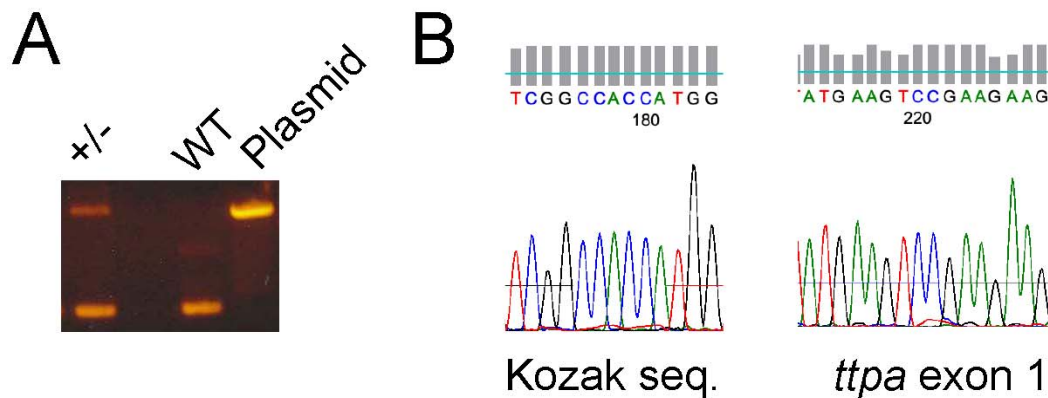 A
+/-
WT
Plasmid
B
TCGGCCACCATGG
180
Kozak seq.
ATGAAGTCCGAAGAAG
220
ttpa exon 1